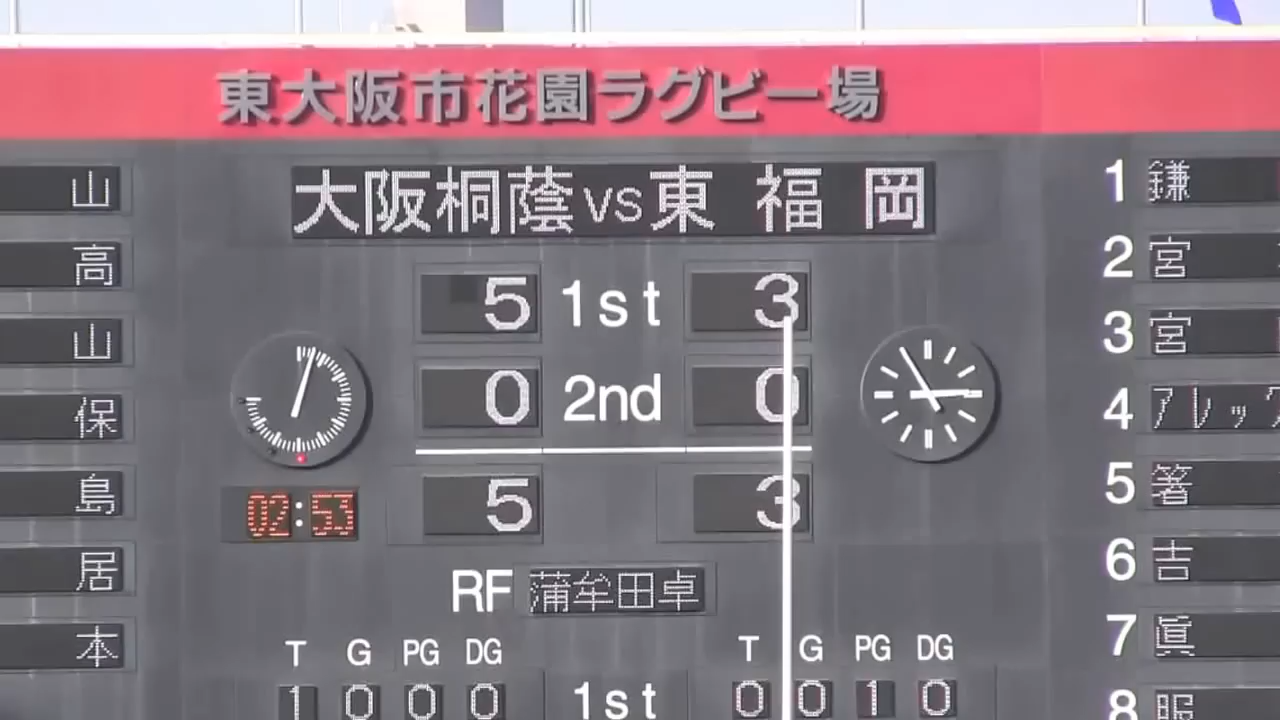 東大阪市花園ラグビー場
大阪桐蔭 VS 東福岡
5 1st 3
0 2nd 0
5 3
02:53
RF 蒲牟田卓
T G PG DG T G PG DG
1 0 0 0 1st 0 0 1 0
山
高
山
保
島
居
本
1 鎌
2 宮
3 宮
4 アレック
5 箸
6 吉
7 眞
8